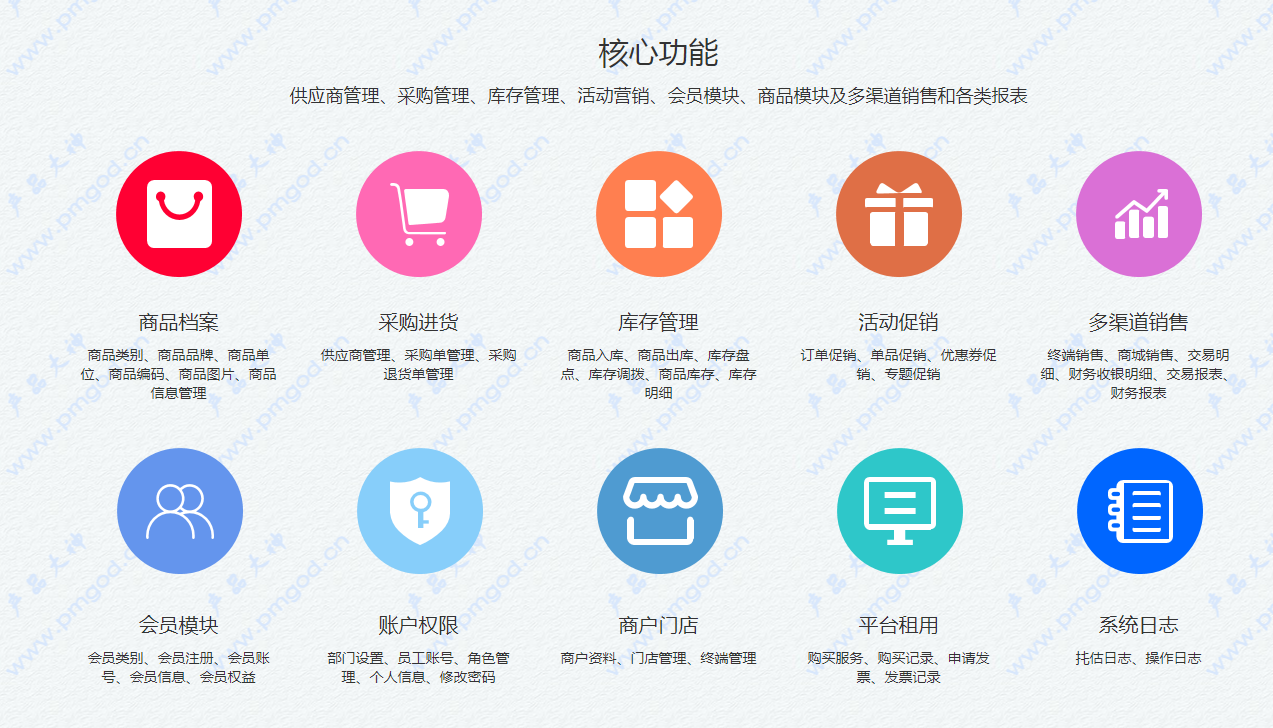 核心功能
供应商管理、采购管理、库存管理、活动营销、会员模块、商品模块及多渠道销售和各类报表
商品档案
商品类别、商品品牌、商品单
位、商品编码、商品图片、商品
信息管理
采购进货
供应商管理、采购单管理、采购
退货单管理
库存管理
商品入库、商品出库、库存盘
点、库存调拨、商品库存、库存
明细
活动促销
订单促销、单品促销、优惠券促
销、专题促销
多渠道销售
终端销售、商城销售、交易明
细、财务收银明细、交易报表、
财务报表
会员模块
会员类别、会员注册、会员账
号、会员信息、会员权益
账户权限
部门设置、员工账号、角色管
理、个人信息、修改密码
商户门店
商户资料、门店管理、终端管理
平台租用
购买服务、购买记录、申请发
票、发票记录
系统日志
扥估日志、操作日志
www.pmgod.cn